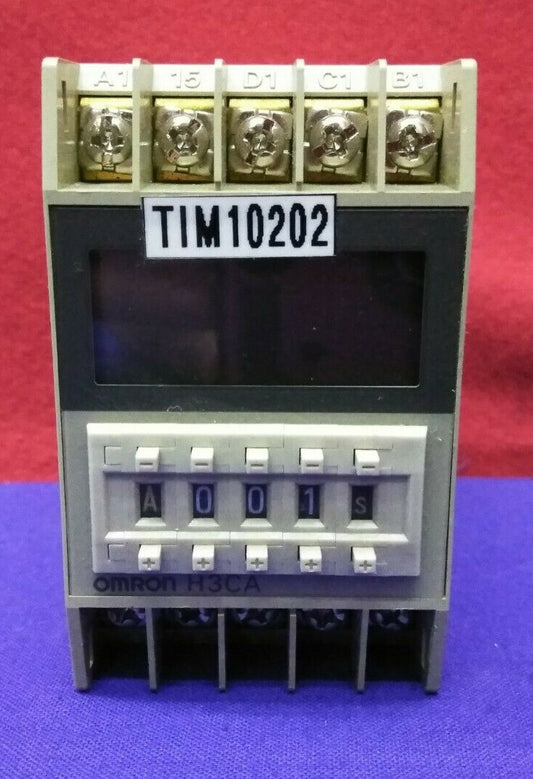 A1 15 D1 C1 B1
TIM10202
- - - - -
A 0 0 1 s
+ + + + +
OMRON H3CA